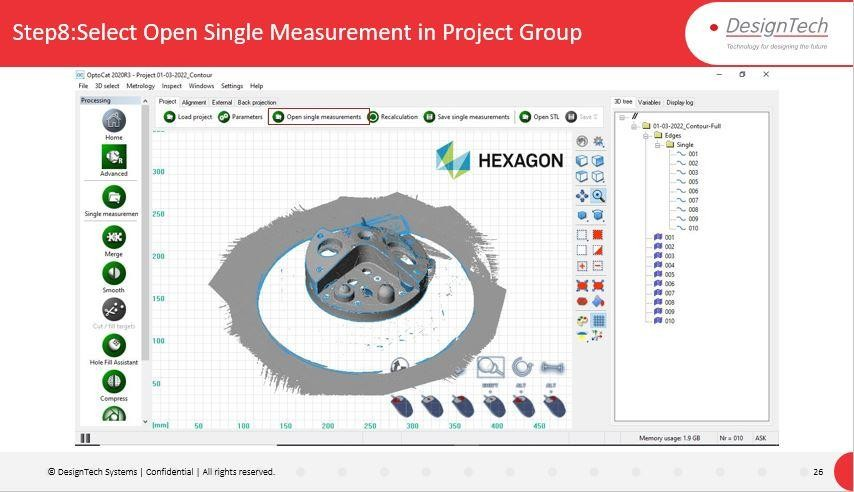 Step8:Select Open Single Measurement in Project Group
DesignTech
Technology for designing the future
OptoCat 2020R3 - Project 01-03-2022_Contour
File 3D select Metrology Inspect Windows Settings Help
Processing
Project Alignment External Back projection
3D tree Variables Display log
Load project Parameters Open single measurements Recalculation Save single measurements Open STL Save S
Home
Advanced
Single measuremen
Merge
Smooth
Cut / fill targets
Hole Fill Assistant
Compress
HEXAGON
300
250
200
150
100
50
[mm] 50 100 150 200 250 300 350 400 450
SHIFT ALT ALT
//
01-03-2022_Contour-Full
Edges
Single
001
002
003
005
006
007
008
009
010
001
002
003
004
005
006
007
008
009
010
Memory usage: 1.9 GB Nr = 010 ASK
© DesignTech Systems | Confidential | All rights reserved.
26